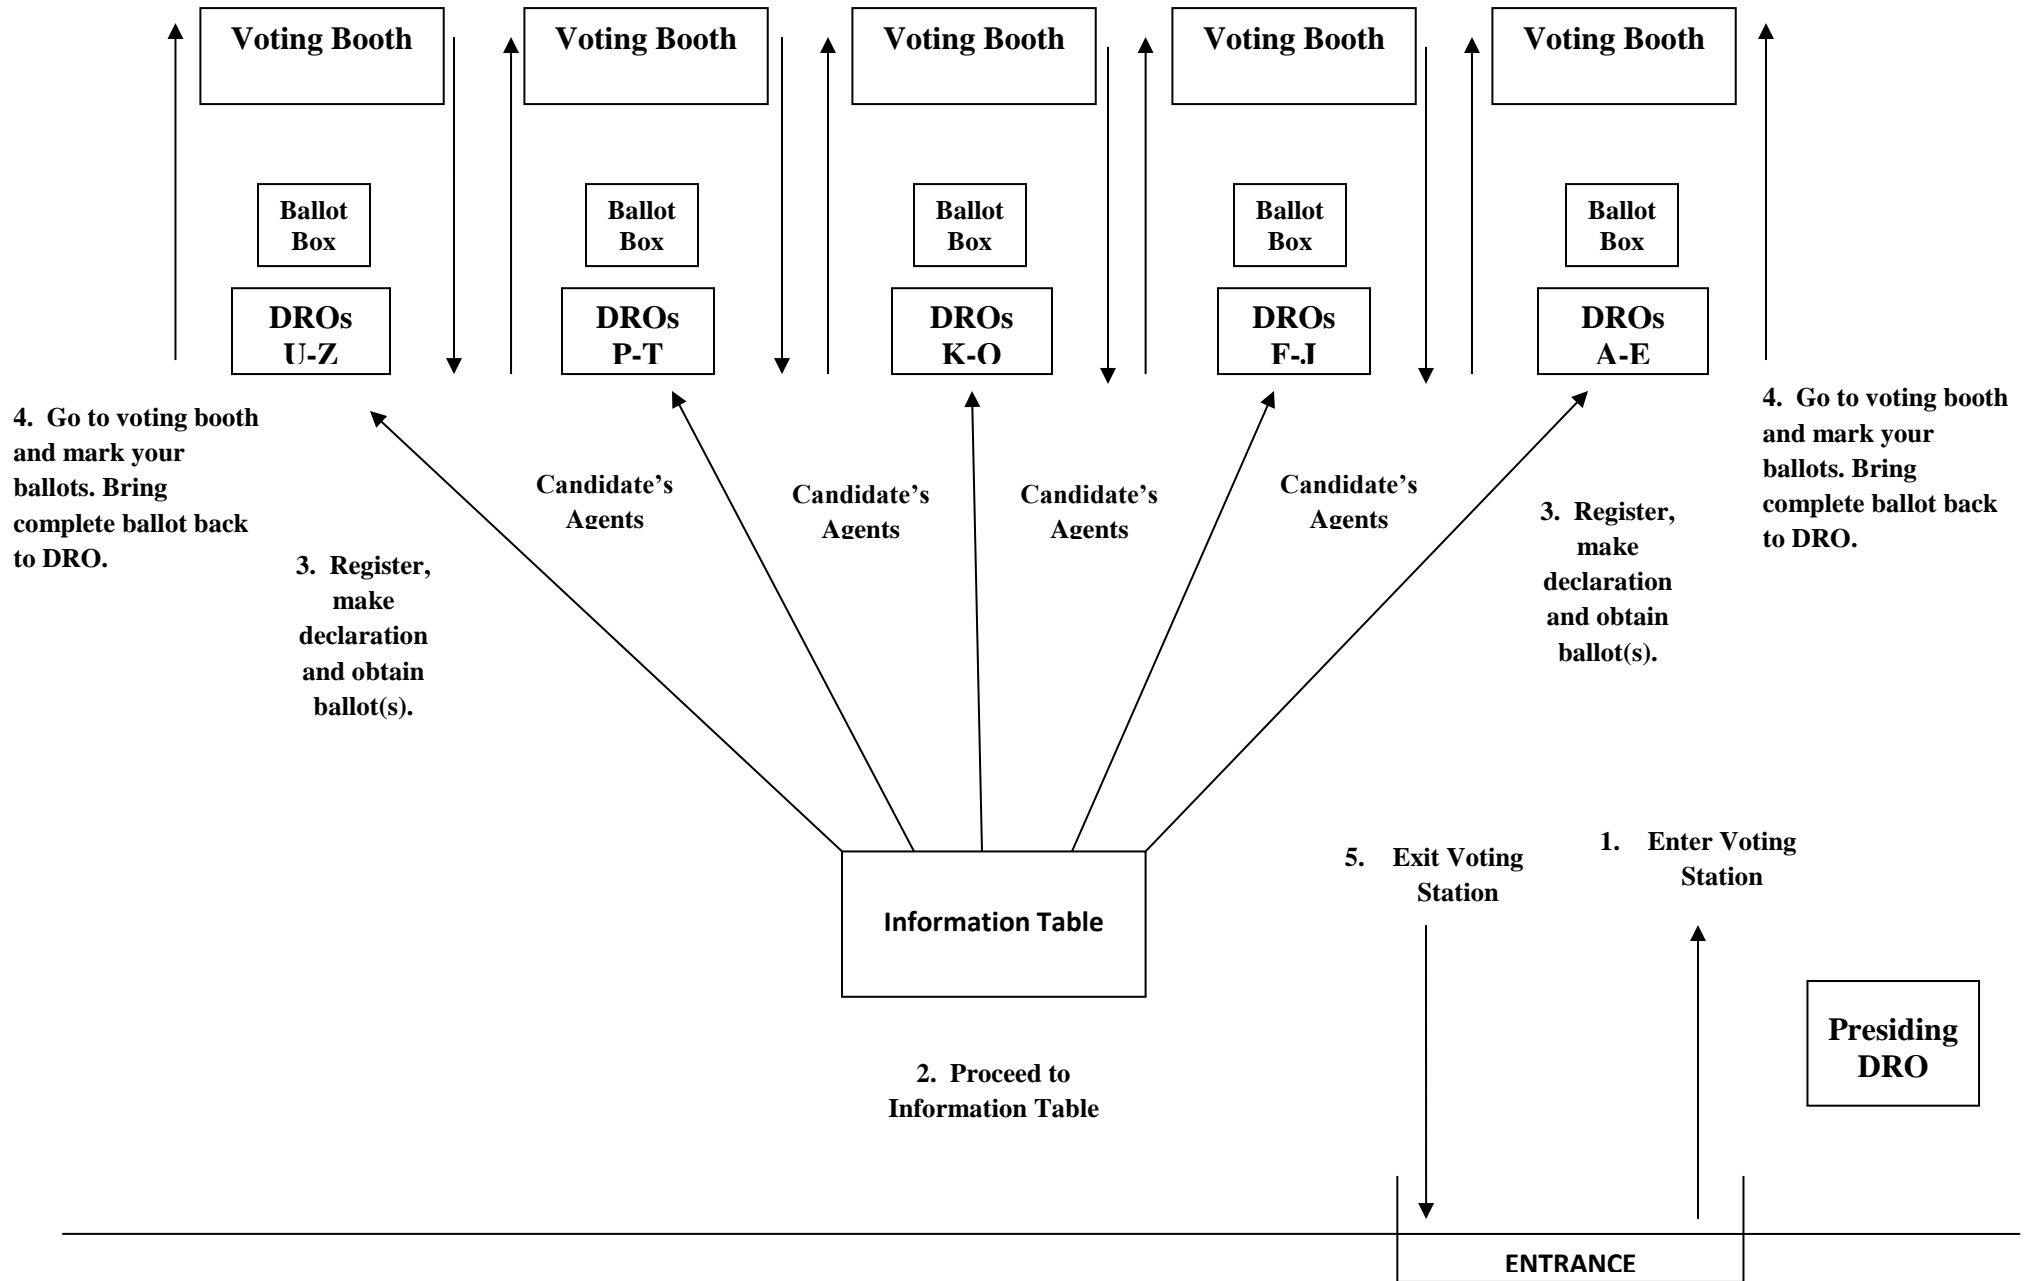 Voting Booth
Voting Booth
Voting Booth
Voting Booth
Voting Booth
Ballot
Box
Ballot
Box
Ballot
Box
Ballot
Box
Ballot
Box
DROs
U-Z
DROs
P-T
DROs
K-O
DROs
F-J
DROs
A-E
4. Go to voting booth
and mark your
ballots. Bring
complete ballot back
to DRO.
3. Register,
make
declaration
and obtain
ballot(s).
Candidate’s
Agents
Candidate’s
Agents
Candidate’s
Agents
Candidate’s
Agents
3. Register,
make
declaration
and obtain
ballot(s).
4. Go to voting booth
and mark your
ballots. Bring
complete ballot back
to DRO.
Information Table
2. Proceed to
Information Table
5. Exit Voting
Station
1. Enter Voting
Station
Presiding
DRO
ENTRANCE